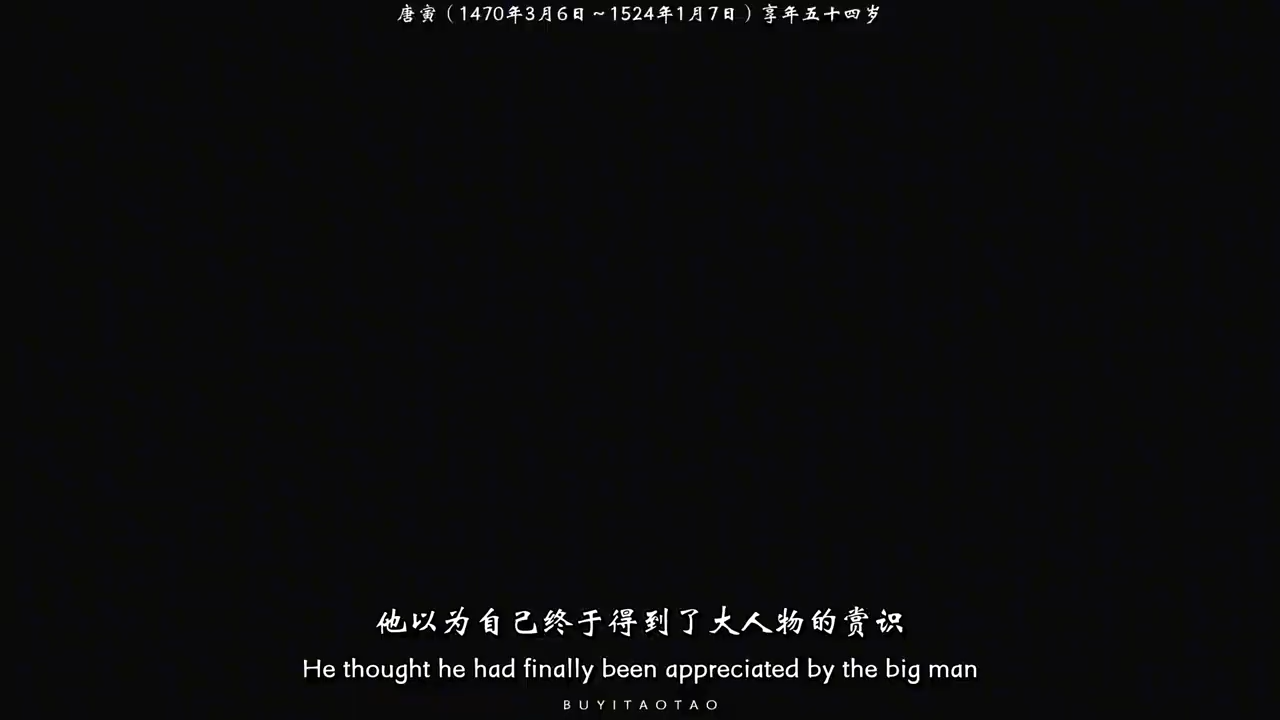 唐寅（1470年3月6日～1524年1月7日）享年五十四岁
他以为自己终于得到了大人物的赏识
He thought he had finally been appreciated by the big man
BUYITAOTAO